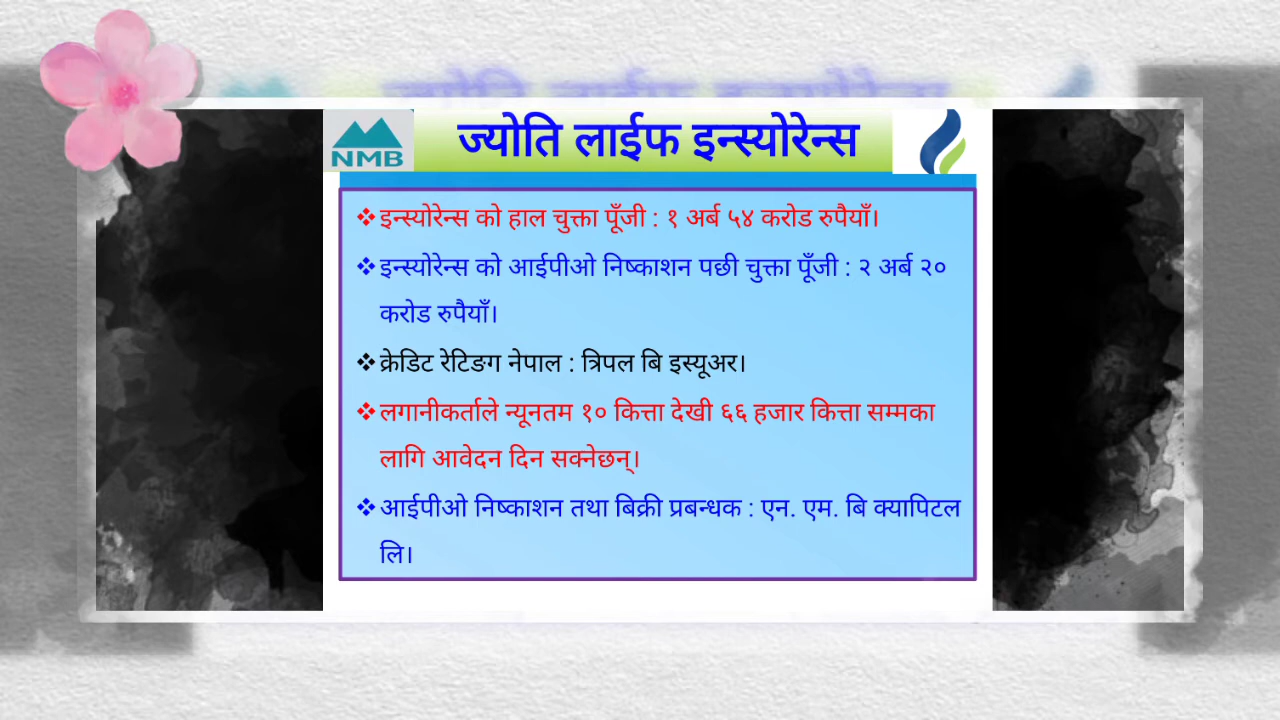 NMB
ज्योति लाईफ इन्स्योरेन्स
❖इन्स्योरेन्स को हाल चुक्ता पूँजी : १ अर्ब ५४ करोड रुपैयाँ।
❖इन्स्योरेन्स को आईपीओ निष्काशन पछी चुक्ता पूँजी : २ अर्ब २०
करोड रुपैयाँ।
❖क्रेडिट रेटिङग नेपाल : त्रिपल बि इस्यूअर।
❖लगानीकर्ताले न्यूनतम १० कित्ता देखी ६६ हजार कित्ता सम्मका
लागि आवेदन दिन सक्नेछन्।
❖आईपीओ निष्काशन तथा बिक्री प्रबन्धक : एन. एम. बि क्यापिटल
लि।